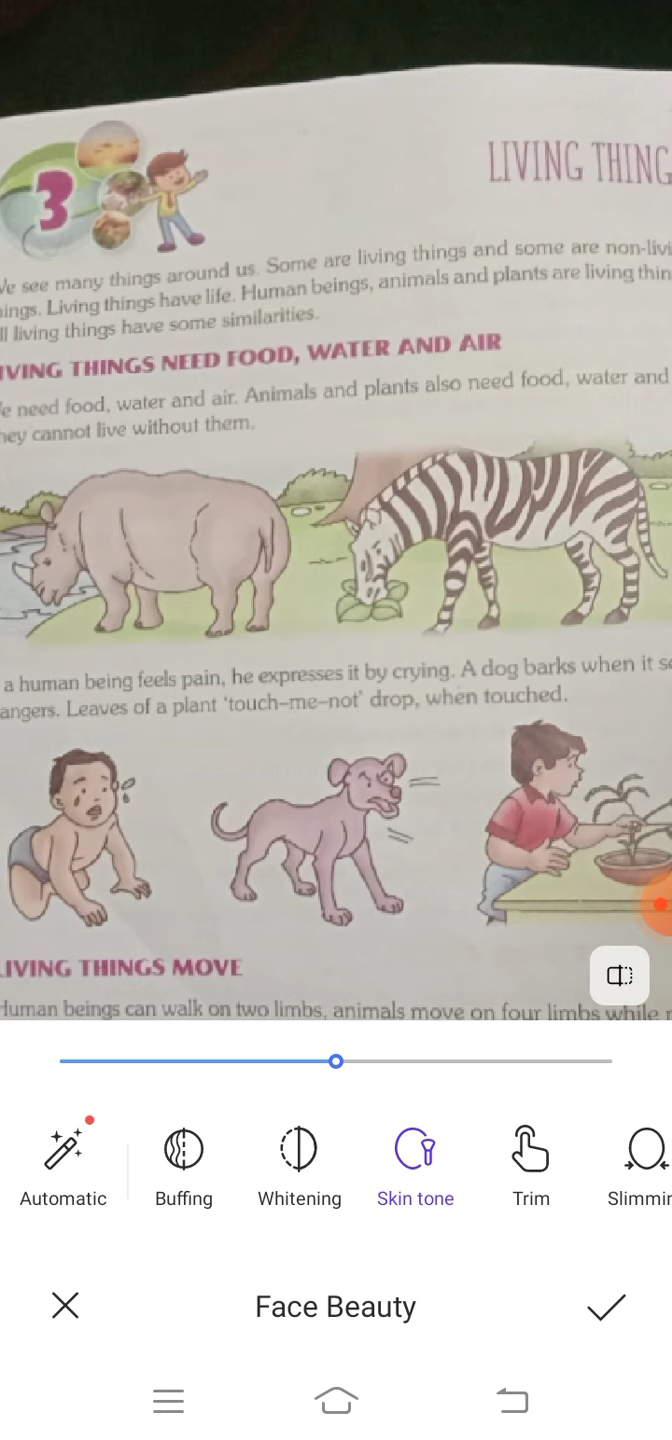 3
LIVING THING
We see many things around us. Some are living things and some are non-livi
ings. Living things have life. Human beings, animals and plants are living thin
ll living things have some similarities.
IVING THINGS NEED FOOD, WATER AND AIR
e need food, water and air. Animals and plants also need food, water and
hey cannot live without them.
a human being feels pain, he expresses it by crying. A dog barks when it se
angers. Leaves of a plant ‘touch–me–not’ drop, when touched.
LIVING THINGS MOVE
Human beings can walk on two limbs, animals move on four limbs while
Automatic
Buffing
Whitening
Skin tone
Trim
Slimmin
Face Beauty